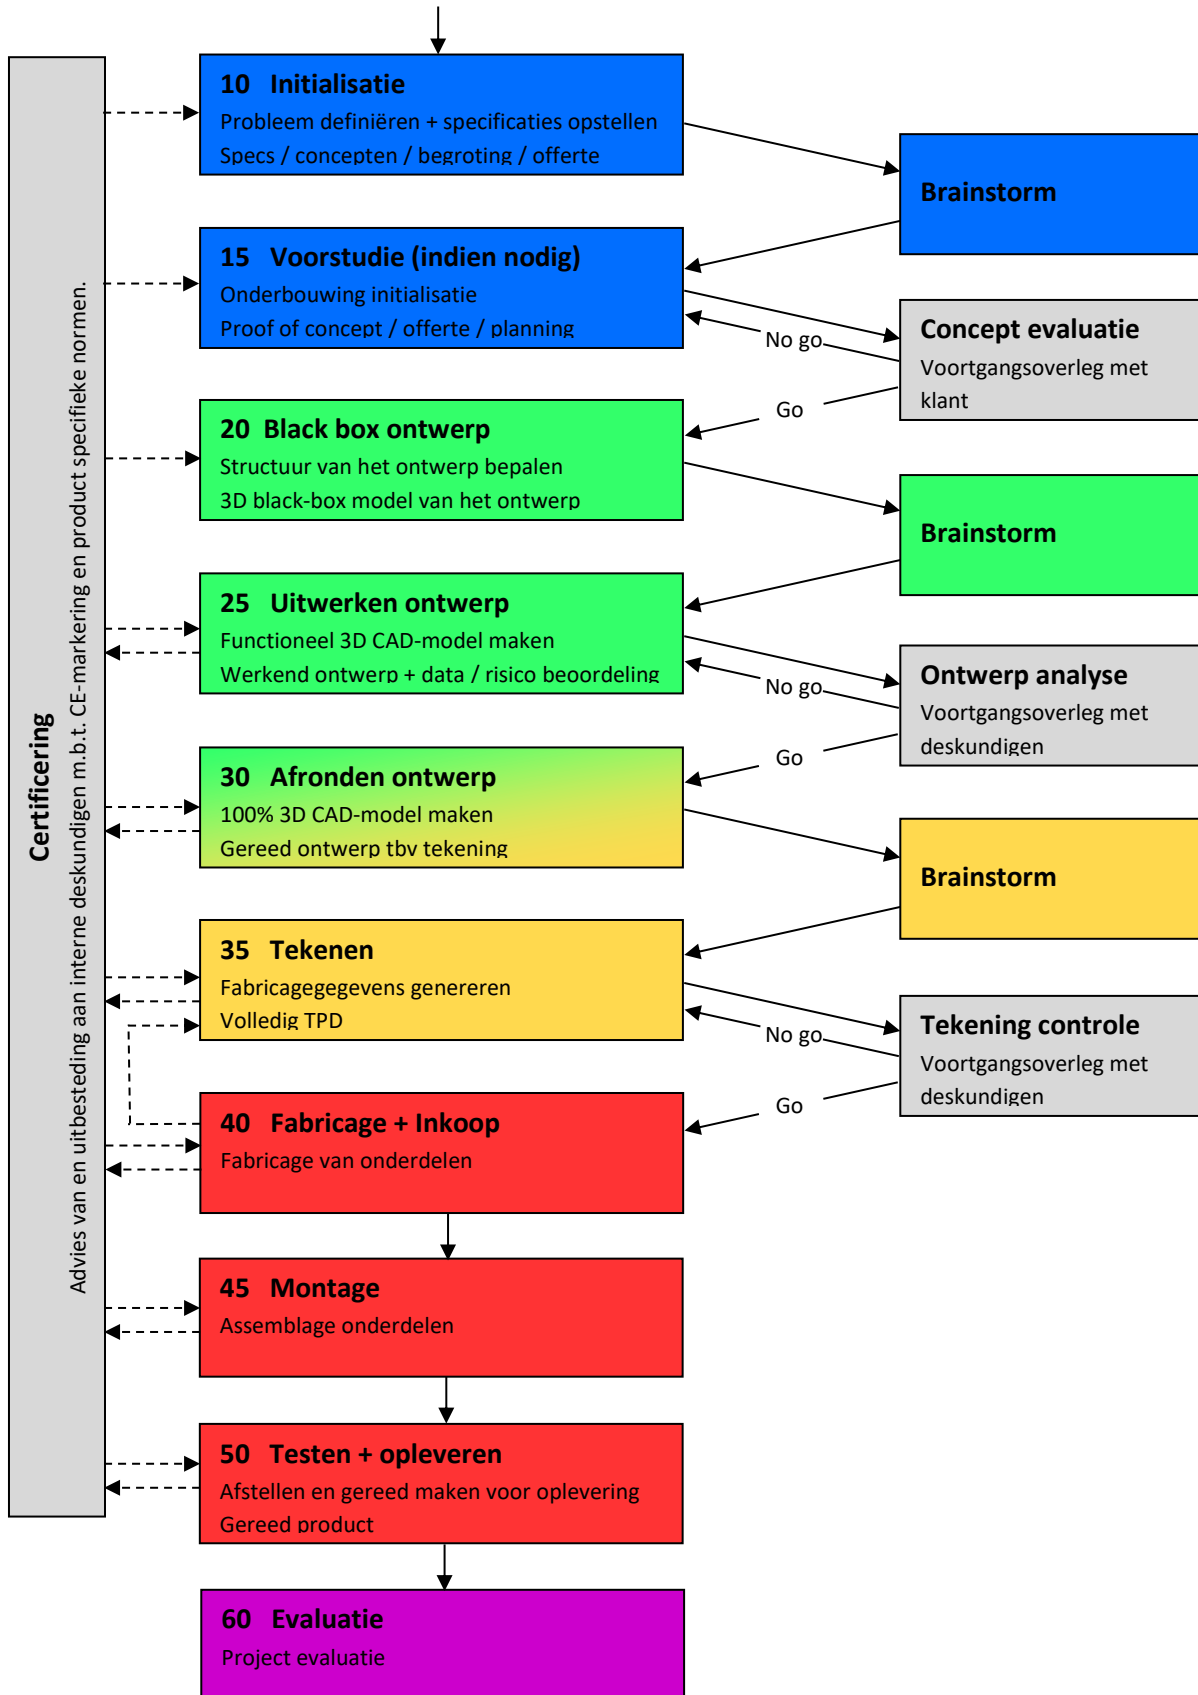 Certificering
Advies van en uitbesteding aan interne deskundigen m.b.t. CE-markering en product specifieke normen.
10 Initialisatie
Probleem definiëren + specificaties opstellen
Specs / concepten / begroting / offerte
Brainstorm
15 Voorstudie (indien nodig)
Onderbouwing initialisatie
Proof of concept / offerte / planning
No go
Concept evaluatie
Voortgangsoverleg met
klant
Go
20 Black box ontwerp
Structuur van het ontwerp bepalen
3D black-box model van het ontwerp
Brainstorm
25 Uitwerken ontwerp
Functioneel 3D CAD-model maken
Werkend ontwerp + data / risico beoordeling
No go
Ontwerp analyse
Voortgangsoverleg met
deskundigen
Go
30 Afronden ontwerp
100% 3D CAD-model maken
Gereed ontwerp tbv tekening
Brainstorm
35 Tekenen
Fabricagegegevens genereren
Volledig TPD
No go
Tekening controle
Voortgangsoverleg met
deskundigen
Go
40 Fabricage + Inkoop
Fabricage van onderdelen
45 Montage
Assemblage onderdelen
50 Testen + opleveren
Afstellen en gereed maken voor oplevering
Gereed product
60 Evaluatie
Project evaluatie